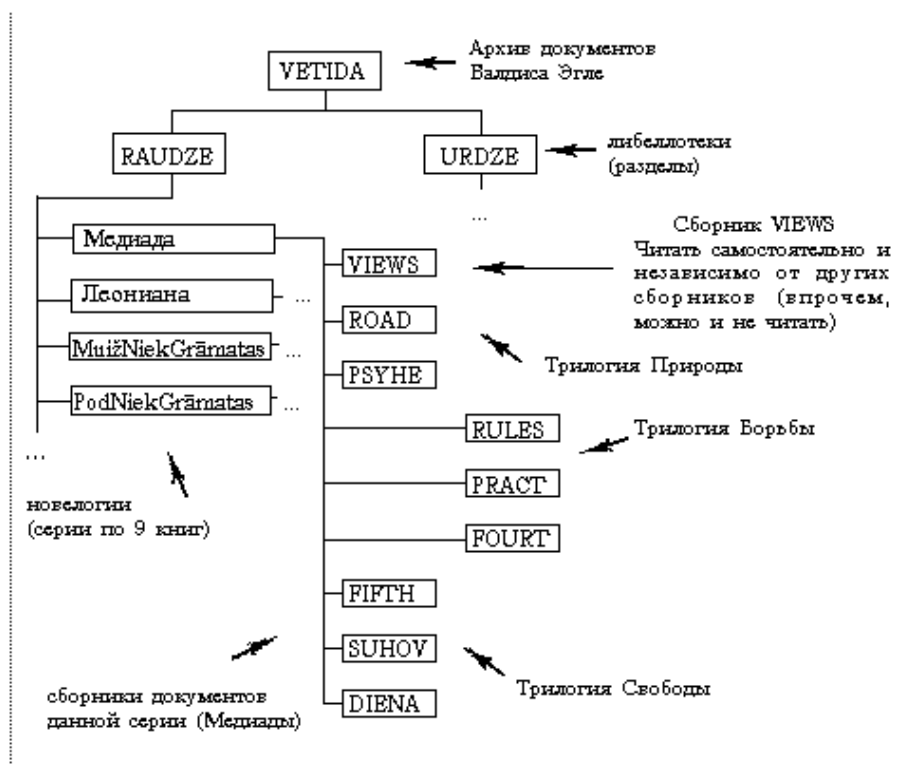 Архив документов
Валдиса Эгле
VETIDA
RAUDZE
URDZE
либеллотеки
(разделы)
...
Медиада
Леониана
...
MuižNiekGrāmatas
...
PodNiekGrāmatas
...
...
новелогии
(серии по 9 книг)
VIEWS
ROAD
PSYHE
RULES
PRACT
FOURT
FIFTH
SUHOV
DIENA
Сборник VIEWS
Читать самостоятельно и
независимо от других
сборников (впрочем,
можно и не читать)
Трилогия Природы
Трилогия Борьбы
Трилогия Свободы
сборники документов
данной серии (Медиады)